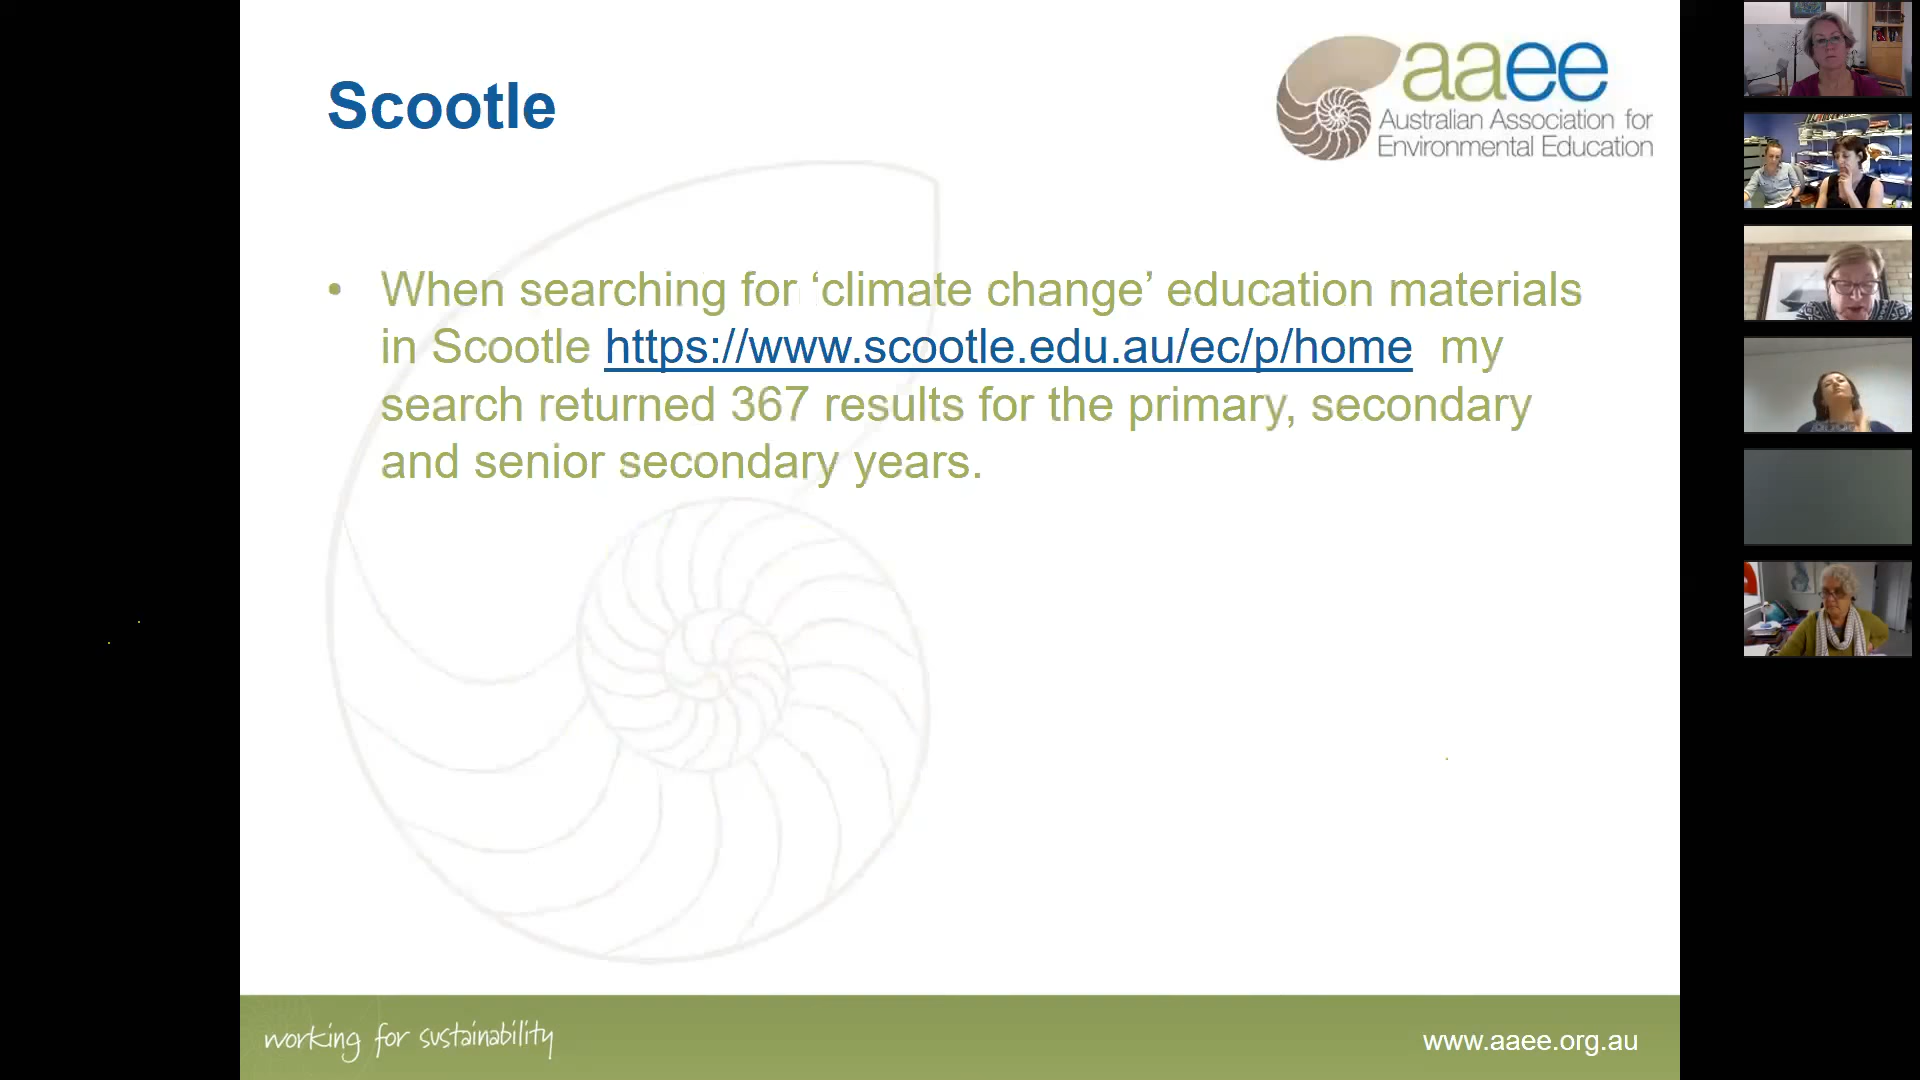 Scootle
aaee
Australian Association for
Environmental Education
• When searching for ‘climate change’ education materials
in Scootle https://www.scootle.edu.au/ec/p/home my
search returned 367 results for the primary, secondary
and senior secondary years.
working for sustainability
www.aaee.org.au